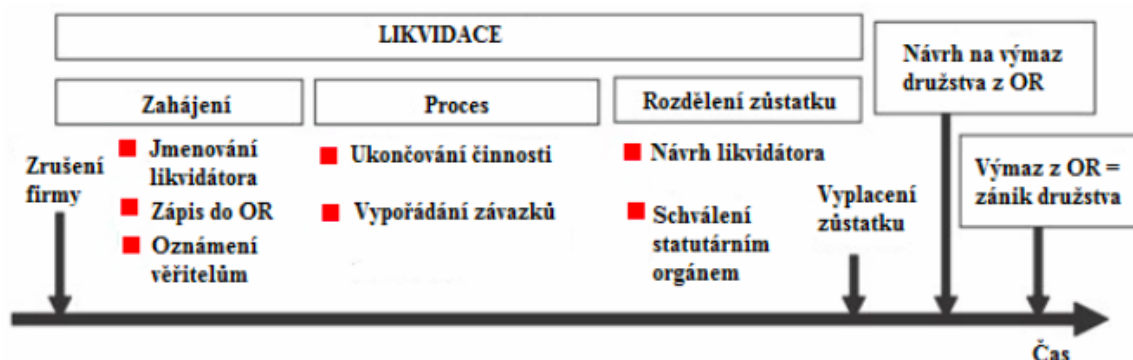 LIKVIDACE
Návrh na výmaz
družstva z OR
Zahájení
Proces
Rozdělení zůstatku
Zrušení
firmy
Jmenování
likvidátora
Zápis do OR
Oznámení
věřitelům
Ukončování činnosti
Vypořádání závazků
Návrh likvidátora
Schválení
statutárním
orgánem
Vyplacení
zůstatku
Výmaz z OR =
zánik družstva
Čas